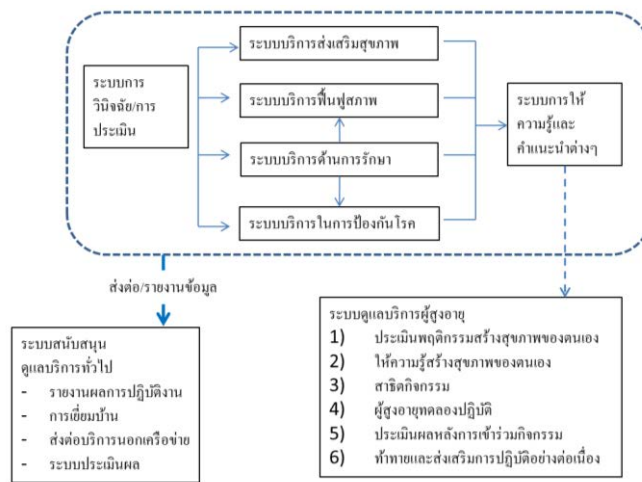 ระบบการ
วินิจฉัย/การ
ประเมิน
ระบบบริการส่งเสริมสุขภาพ
ระบบบริการฟื้นฟูสภาพ
ระบบบริการด้านการรักษา
ระบบบริการในการป้องกันโรค
ระบบการให้
ความรู้และ
คำแนะนำต่างๆ
ส่งต่อ/รายงานข้อมูล
ระบบสนับสนุน
ดูแลบริการทั่วไป
- รายงานผลการปฏิบัติงาน
- การเยี่ยมบ้าน
- ส่งต่อบริการนอกเครือข่าย
- ระบบประเมินผล
ระบบดูแลบริการผู้สูงอายุ
1) ประเมินพฤติกรรมสร้างสุขภาพของตนเอง
2) ให้ความรู้สร้างสุขภาพของตนเอง
3) สาธิตกิจกรรม
4) ผู้สูงอายุทดลองปฏิบัติ
5) ประเมินผลหลังการเข้าร่วมกิจกรรม
6) ท้าทายและส่งเสริมการปฏิบัติอย่างต่อเนื่อง